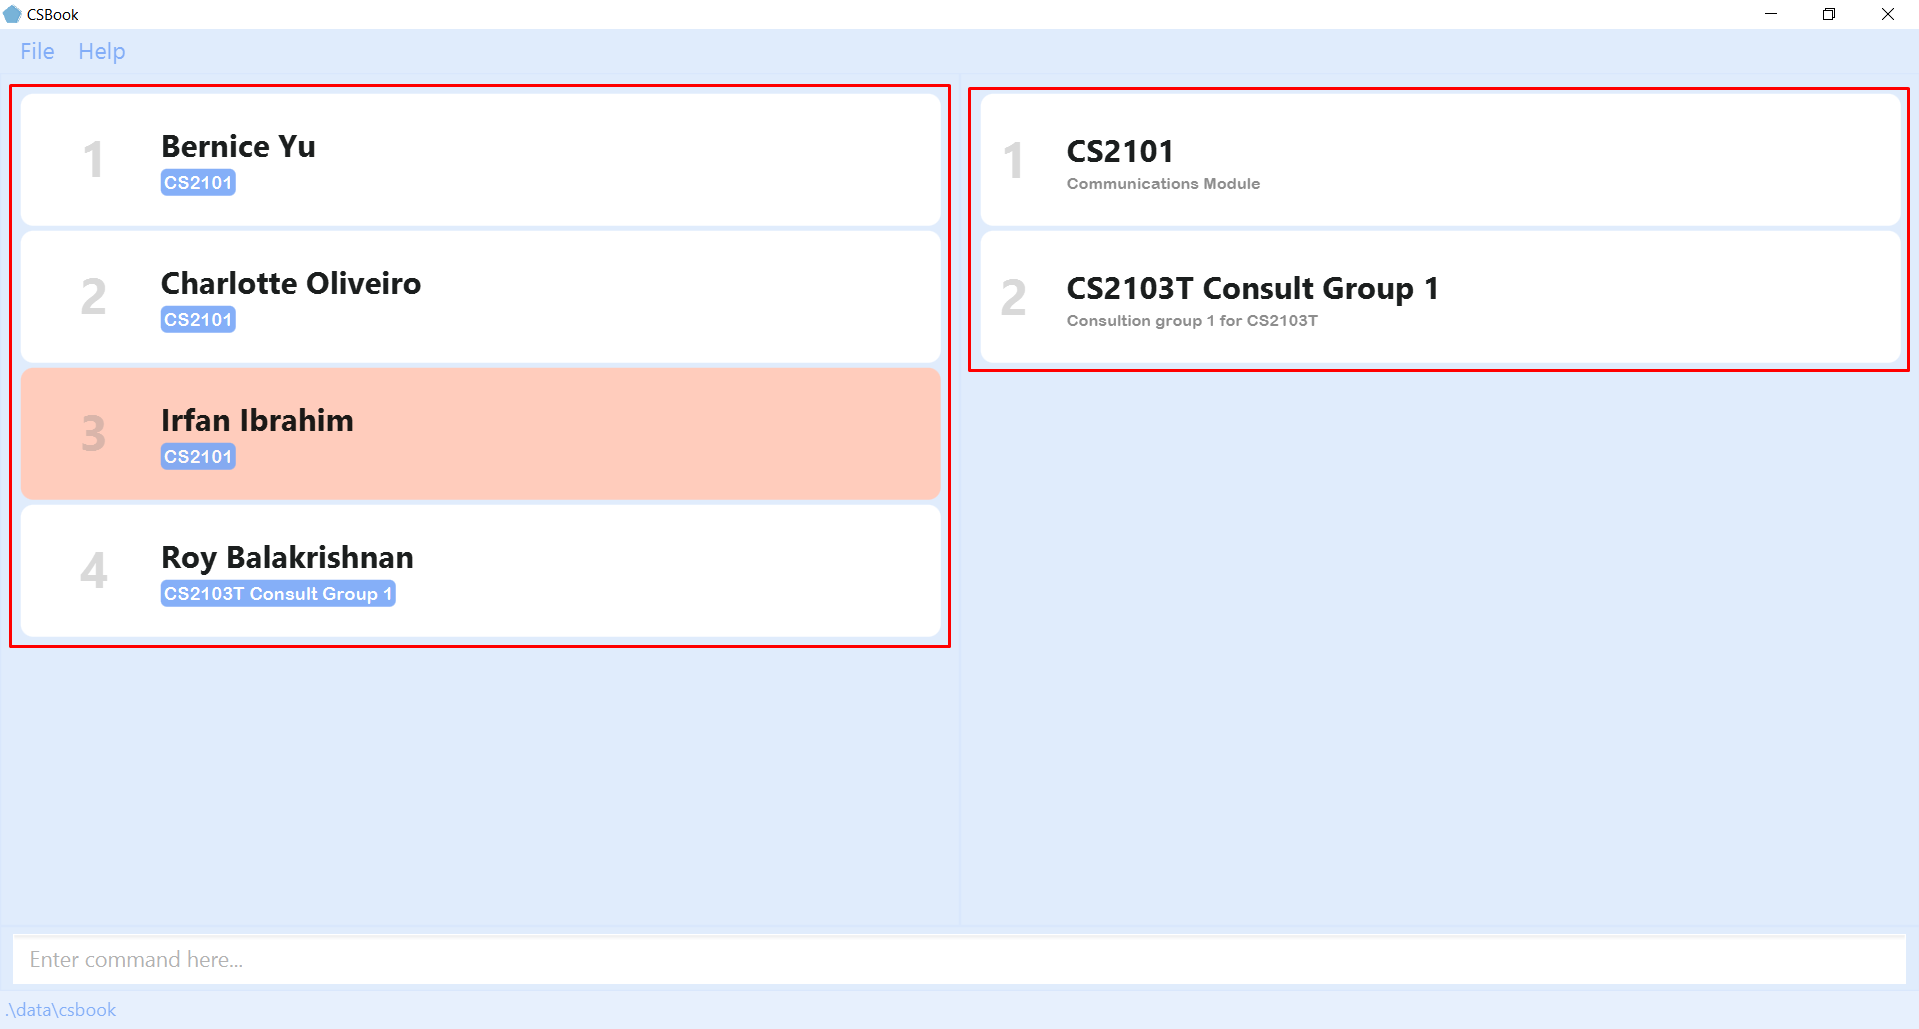 CSBook
File Help
1
Bernice Yu
CS2101
2
Charlotte Oliveiro
CS2101
3
Irfan Ibrahim
CS2101
4
Roy Balakrishnan
CS2103T Consult Group 1
1
CS2101
Communications Module
2
CS2103T Consult Group 1
Consultion group 1 for CS2103T
Enter command here...
.\data\csbook